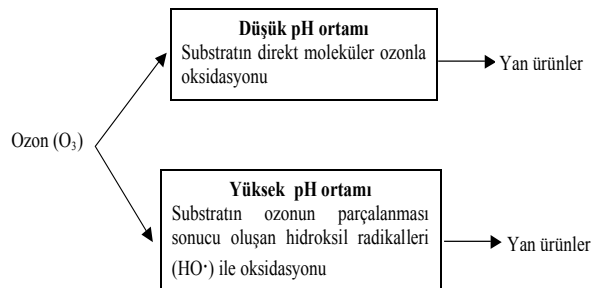 Düşük pH ortamı
Substratın direkt moleküler ozonla
oksidasyonu
Yan ürünler
Ozon (O₃)
Yüksek pH ortamı
Substratın ozonun parçalanması
sonucu oluşan hidroksil radikalleri
(HO·) ile oksidasyonu
Yan ürünler